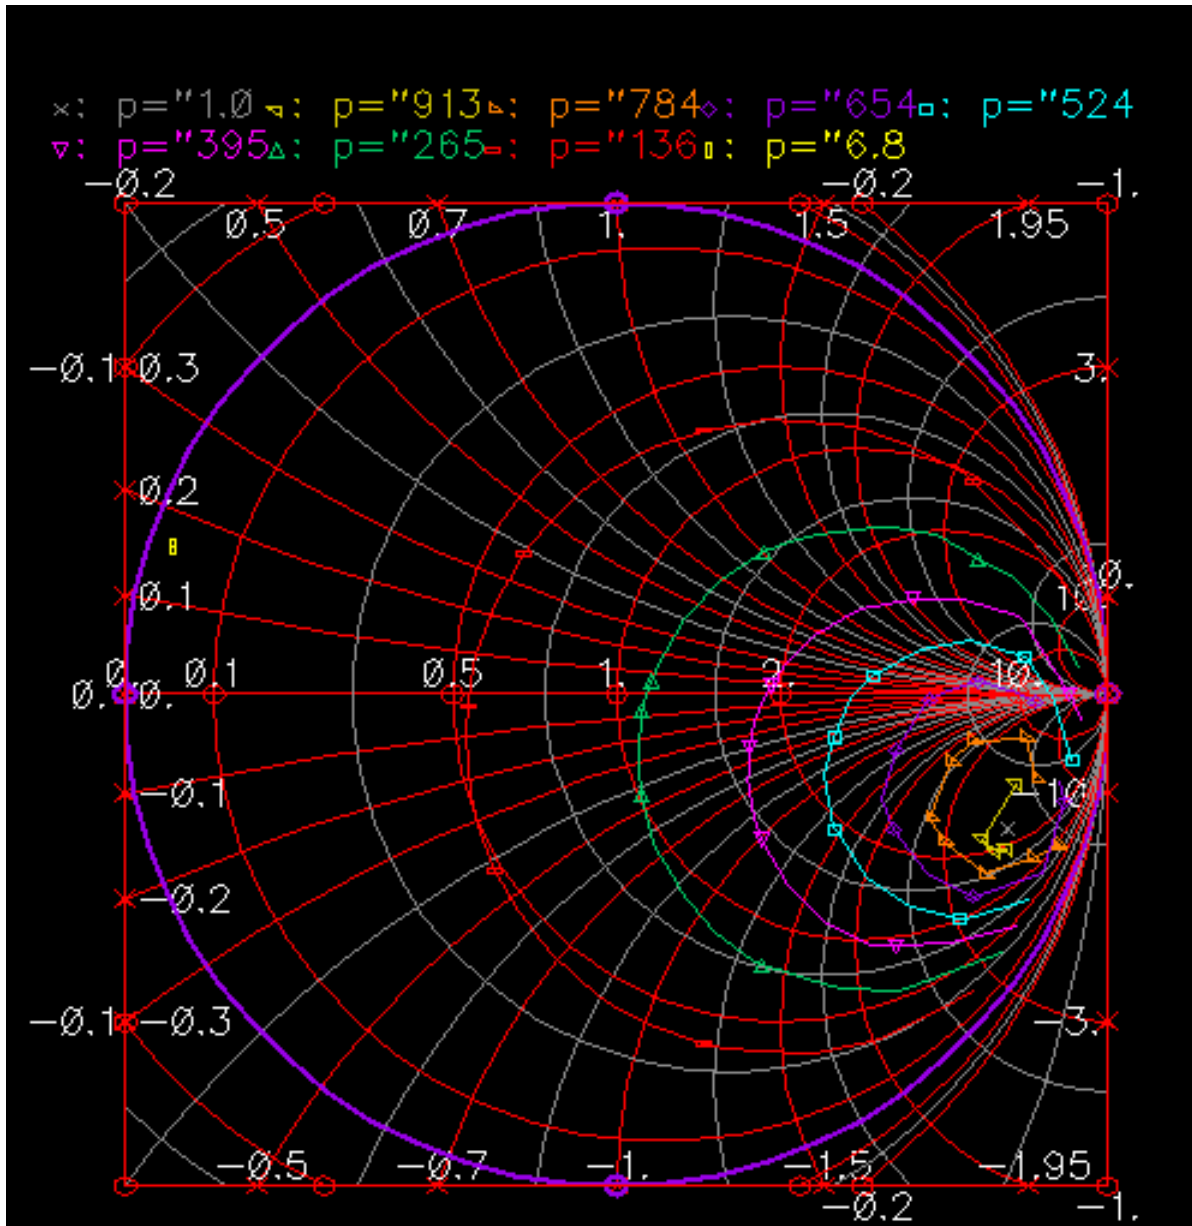 ×: p="1.0 ⊲: p="913 ⊾: p="784 ◇: p="654 □: p="524
▽: p="395 △: p="265 ▭: p="136 ▯: p="6.8
-0.2 -0.2 -1.
0.5 0.7 1. 1.5 1.95
-0.1 0.3 3.
0.2
0.1 10. 0.
0. 0.1 0.5 1. 2. 10.
0. 0. 0.
-0.1 -10.
-0.2
-0.1 -0.3 -3.
-0.5 -0.7 -1. -1.5 -1.95
-0.2 -1.